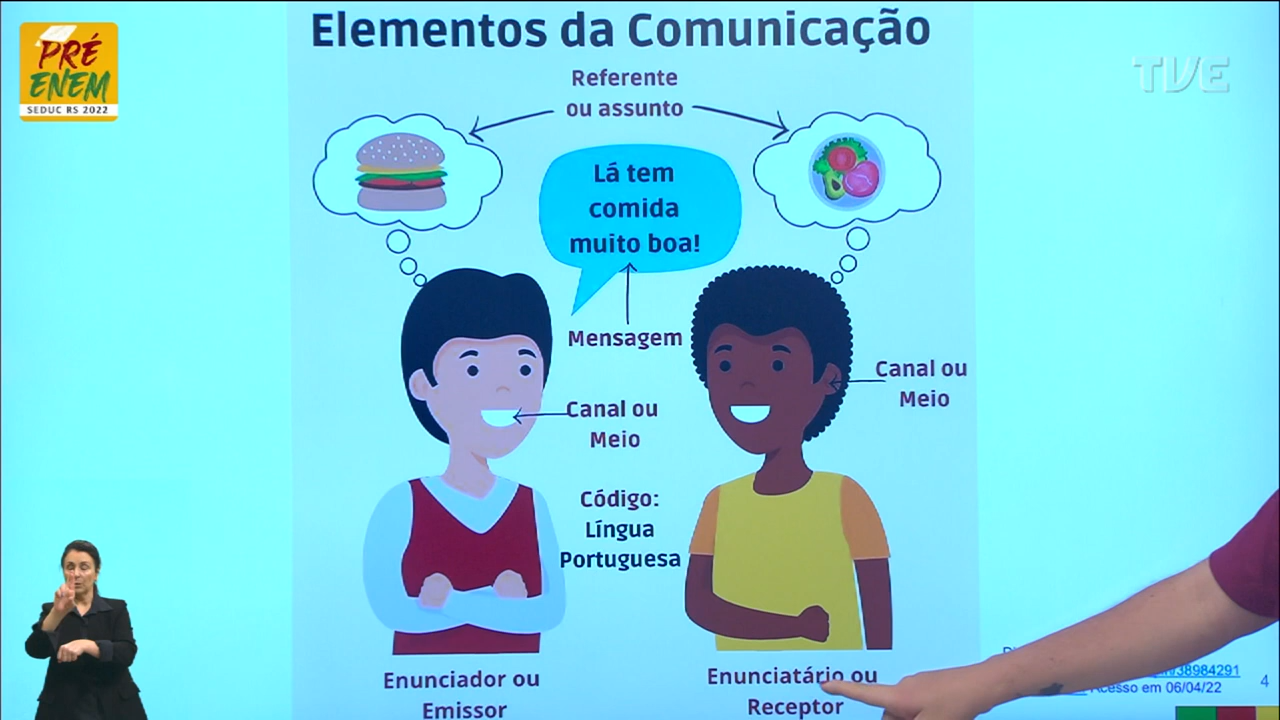 PRÉ
ENEM
SEDUC RS 2022
TVE
Elementos da Comunicação
Referente
ou assunto
Lá tem
comida
muito boa!
Mensagem
Canal ou
Meio
Canal ou
Meio
Código:
Língua
Portuguesa
Enunciador ou
Emissor
Enunciatário ou
Receptor
/38984291
Acesso em 06/04/22
4